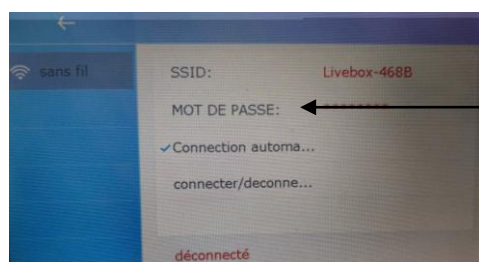 sans fil
SSID: Livebox-468B
MOT DE PASSE: ********
Connection automa...
connecter/deconne...
déconnecté